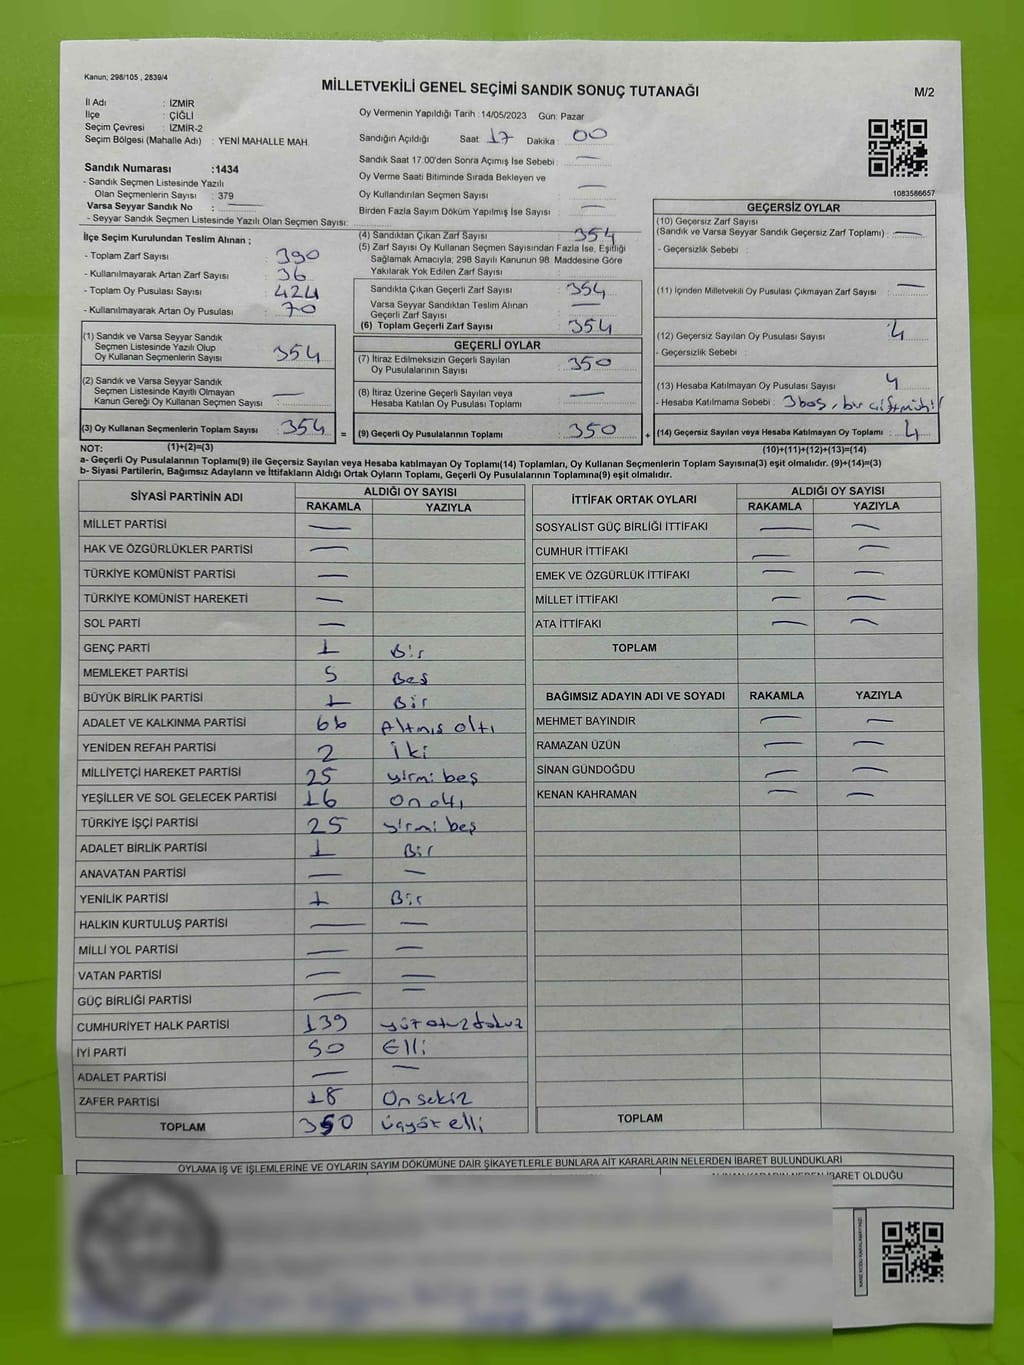 Kanun; 298/105 , 2839/4
MİLLETVEKİLİ GENEL SEÇİMİ SANDIK SONUÇ TUTANAĞI
M/2
İl Adı : İZMİR
İlçe : ÇİĞLİ
Seçim Çevresi : İZMİR-2
Seçim Bölgesi (Mahalle Adı) : YENİ MAHALLE MAH.
Sandık Numarası :1434
- Sandık Seçmen Listesinde Yazılı
Olan Seçmenlerin Sayısı : 379
Varsa Seyyar Sandık No : —
- Seyyar Sandık Seçmen Listesinde Yazılı Olan Seçmen Sayısı:
Oy Vermenin Yapıldığı Tarih :14/05/2023 Gün: Pazar
Sandığın Açıldığı Saat 17 Dakika : 00
Sandık Saat 17:00'den Sonra Açımış İse Sebebi : —
Oy Verme Saati Bitiminde Sırada Bekleyen ve
Oy Kullandırılan Seçmen Sayısı : —
Birden Fazla Sayım Döküm Yapılmış İse Sayısı : —
1083586657
İlçe Seçim Kurulundan Teslim Alınan ;
- Toplam Zarf Sayısı : 390
- Kullanılmayarak Artan Zarf Sayısı : 36
- Toplam Oy Pusulası Sayısı : 424
- Kullanılmayarak Artan Oy Pusulası : 70
(1) Sandık ve Varsa Seyyar Sandık
Seçmen Listesinde Yazılı Olup
Oy Kullanan Seçmenlerin Sayısı : 354
(2) Sandık ve Varsa Seyyar Sandık
Seçmen Listesinde Kayıtlı Olmayan
Kanun Gereği Oy Kullanan Seçmen Sayısı: —
(3) Oy Kullanan Seçmenlerin Toplam Sayısı : 354 =
(1)+(2)=(3)
(4) Sandıktan Çıkan Zarf Sayısı : 354
(5) Zarf Sayısı Oy Kullanan Seçmen Sayısından Fazla İse, Eşitliği
Sağlamak Amacıyla, 298 Sayılı Kanunun 98. Maddesine Göre
Yakılarak Yok Edilen Zarf Sayısı :
Sandıkta Çıkan Geçerli Zarf Sayısı : 354
Varsa Seyyar Sandıktan Teslim Alınan
Geçerli Zarf Sayısı : —
(6) Toplam Geçerli Zarf Sayısı : 354
GEÇERLİ OYLAR
(7) İtiraz Edilmeksizin Geçerli Sayılan
Oy Pusulalarının Sayısı : 350
(8) İtiraz Üzerine Geçerli Sayılan veya
Hesaba Katılan Oy Pusulası Toplamı : —
(9) Geçerli Oy Pusulalarının Toplamı : 350 +
GEÇERSİZ OYLAR
(10) Geçersiz Zarf Sayısı
(Sandık ve Varsa Seyyar Sandık Geçersiz Zarf Toplamı) : —
- Geçersizlik Sebebi :
(11) İçinden Milletvekili Oy Pusulası Çıkmayan Zarf Sayısı : —
(12) Geçersiz Sayılan Oy Pusulası Sayısı : 4
- Geçersizlik Sebebi :
(13) Hesaba Katılmayan Oy Pusulası Sayısı : 4
- Hesaba Katılmama Sebebi : 3 boş, bir çift mühür
(14) Geçersiz Sayılan veya Hesaba Katılmayan Oy Toplamı : 4
(10)+(11)+(12)+(13)=(14)
NOT:
a- Geçerli Oy Pusulalarının Toplamı(9) ile Geçersiz Sayılan veya Hesaba katılmayan Oy Toplamı(14) Toplamları, Oy Kullanan Seçmenlerin Toplam Sayısına(3) eşit olmalıdır. (9)+(14)=(3)
b- Siyasi Partilerin, Bağımsız Adayların ve İttifakların Aldığı Ortak Oyların Toplamı, Geçerli Oy Pusulalarının Toplamına(9) eşit olmalıdır.
SİYASİ PARTİNİN ADI ALDIĞI OY SAYISI
RAKAMLA YAZIYLA
MİLLET PARTİSİ —
HAK VE ÖZGÜRLÜKLER PARTİSİ —
TÜRKİYE KOMÜNİST PARTİSİ —
TÜRKİYE KOMÜNİST HAREKETİ —
SOL PARTİ —
GENÇ PARTİ 1 Bir
MEMLEKET PARTİSİ 5 Beş
BÜYÜK BİRLİK PARTİSİ 1 Bir
ADALET VE KALKINMA PARTİSİ 66 Altmış altı
YENİDEN REFAH PARTİSİ 2 iki
MİLLİYETÇİ HAREKET PARTİSİ 25 yirmi beş
YEŞİLLER VE SOL GELECEK PARTİSİ 16 On altı
TÜRKİYE İŞÇİ PARTİSİ 25 yirmi beş
ADALET BİRLİK PARTİSİ 1 Bir
ANAVATAN PARTİSİ — —
YENİLİK PARTİSİ 1 Bir
HALKIN KURTULUŞ PARTİSİ — —
MİLLİ YOL PARTİSİ — —
VATAN PARTİSİ — —
GÜÇ BİRLİĞİ PARTİSİ — —
CUMHURİYET HALK PARTİSİ 139 yüz otuz dokuz
İYİ PARTİ 50 Elli
ADALET PARTİSİ — —
ZAFER PARTİSİ 18 On sekiz
TOPLAM 350 üçyüz elli
İTTİFAK ORTAK OYLARI ALDIĞI OY SAYISI
RAKAMLA YAZIYLA
SOSYALİST GÜÇ BİRLİĞİ İTTİFAKI — —
CUMHUR İTTİFAKI — —
EMEK VE ÖZGÜRLÜK İTTİFAKI — —
MİLLET İTTİFAKI — —
ATA İTTİFAKI — —
TOPLAM
BAĞIMSIZ ADAYIN ADI VE SOYADI RAKAMLA YAZIYLA
MEHMET BAYINDIR — —
RAMAZAN ÜZÜN — —
SİNAN GÜNDOĞDU — —
KENAN KAHRAMAN — —
TOPLAM
OYLAMA İŞ VE İŞLEMLERİNE VE OYLARIN SAYIM DÖKÜMÜNE DAİR ŞİKAYETLERLE BUNLARA AİT KARARLARIN NELERDEN İBARET BULUNDUKLARI
İBARET OLDUĞU